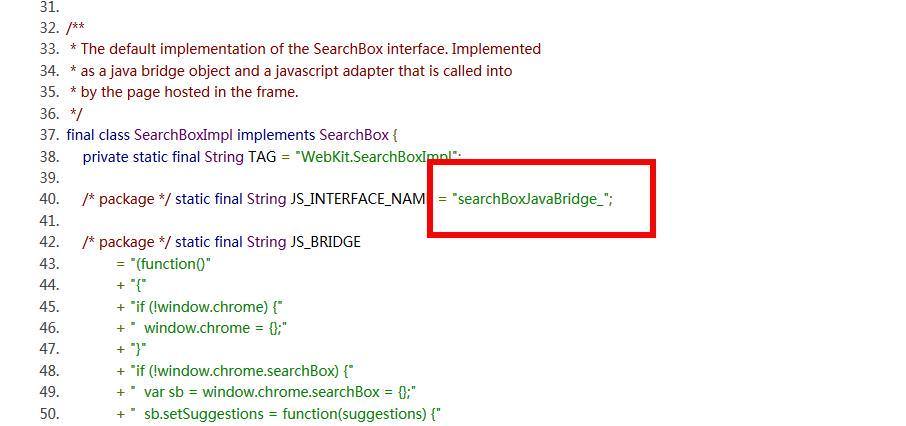 31.
32. /**
33. * The default implementation of the SearchBox interface. Implemented
34. * as a java bridge object and a javascript adapter that is called into
35. * by the page hosted in the frame.
36. */
37. final class SearchBoxImpl implements SearchBox {
38. private static final String TAG = "WebKit.SearchBoxImpl";
39.
40. /* package */ static final String JS_INTERFACE_NAME = "searchBoxJavaBridge_";
41.
42. /* package */ static final String JS_BRIDGE
43. = "(function()"
44. + "{"
45. + "if (!window.chrome) {"
46. + "  window.chrome = {};"
47. + "}"
48. + "if (!window.chrome.searchBox) {"
49. + "  var sb = window.chrome.searchBox = {};"
50. + "  sb.setSuggestions = function(suggestions) {"